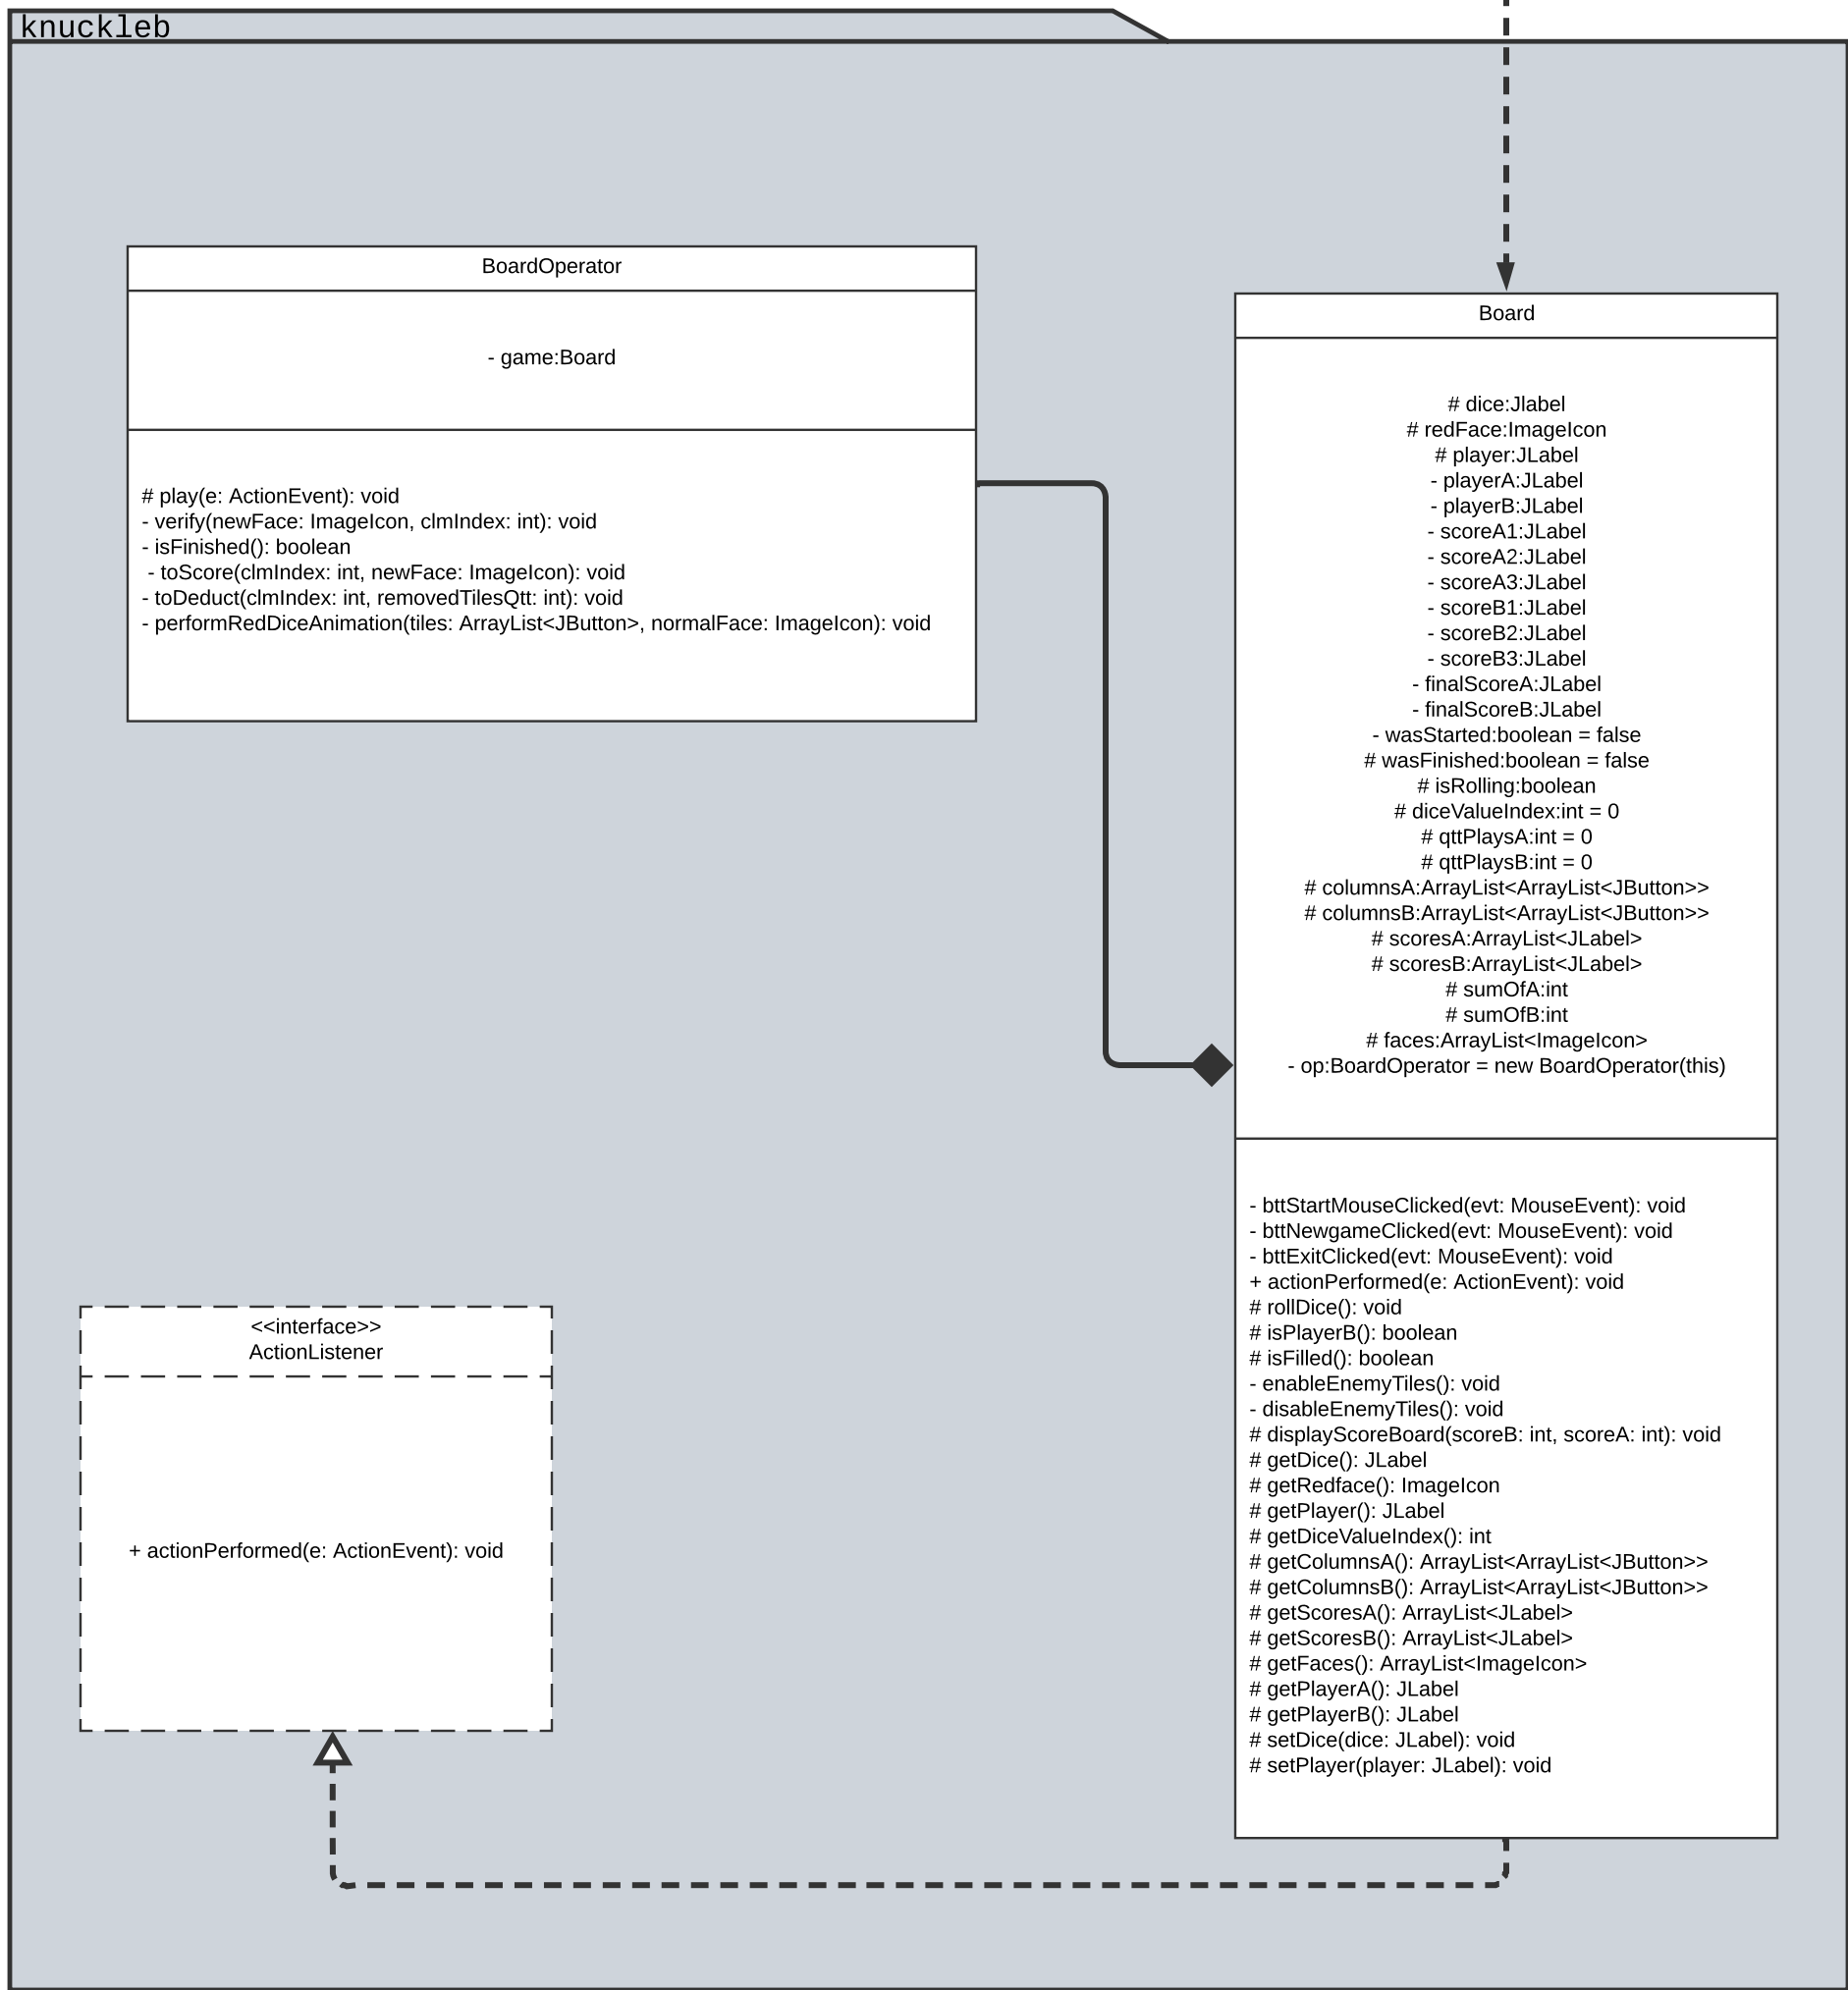 knuckleb
BoardOperator
- game:Board
# play(e: ActionEvent): void
- verify(newFace: ImageIcon, clmIndex: int): void
- isFinished(): boolean
- toScore(clmIndex: int, newFace: ImageIcon): void
- toDeduct(clmIndex: int, removedTilesQtt: int): void
- performRedDiceAnimation(tiles: ArrayList<JButton>, normalFace: ImageIcon): void
Board
# dice:Jlabel
# redFace:ImageIcon
# player:JLabel
- playerA:JLabel
- playerB:JLabel
- scoreA1:JLabel
- scoreA2:JLabel
- scoreA3:JLabel
- scoreB1:JLabel
- scoreB2:JLabel
- scoreB3:JLabel
- finalScoreA:JLabel
- finalScoreB:JLabel
- wasStarted:boolean = false
# wasFinished:boolean = false
# isRolling:boolean
# diceValueIndex:int = 0
# qttPlaysA:int = 0
# qttPlaysB:int = 0
# columnsA:ArrayList<ArrayList<JButton>>
# columnsB:ArrayList<ArrayList<JButton>>
# scoresA:ArrayList<JLabel>
# scoresB:ArrayList<JLabel>
# sumOfA:int
# sumOfB:int
# faces:ArrayList<ImageIcon>
- op:BoardOperator = new BoardOperator(this)
- bttStartMouseClicked(evt: MouseEvent): void
- bttNewgameClicked(evt: MouseEvent): void
- bttExitClicked(evt: MouseEvent): void
+ actionPerformed(e: ActionEvent): void
# rollDice(): void
# isPlayerB(): boolean
# isFilled(): boolean
- enableEnemyTiles(): void
- disableEnemyTiles(): void
# displayScoreBoard(scoreB: int, scoreA: int): void
# getDice(): JLabel
# getRedface(): ImageIcon
# getPlayer(): JLabel
# getDiceValueIndex(): int
# getColumnsA(): ArrayList<ArrayList<JButton>>
# getColumnsB(): ArrayList<ArrayList<JButton>>
# getScoresA(): ArrayList<JLabel>
# getScoresB(): ArrayList<JLabel>
# getFaces(): ArrayList<ImageIcon>
# getPlayerA(): JLabel
# getPlayerB(): JLabel
# setDice(dice: JLabel): void
# setPlayer(player: JLabel): void
<<interface>>
ActionListener
+ actionPerformed(e: ActionEvent): void